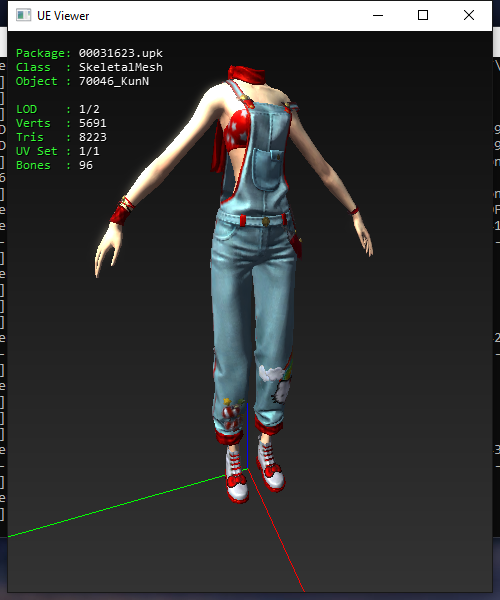 UE Viewer
Package: 00031623.upk
Class : SkeletalMesh
Object : 70046_KunN
LOD : 1/2
Verts : 5691
Tris : 8223
UV Set : 1/1
Bones : 96